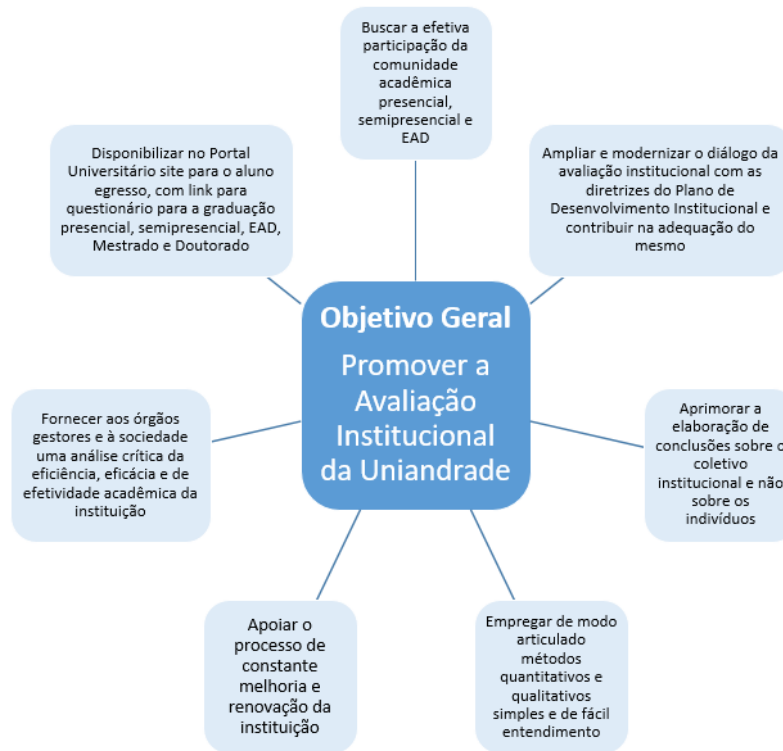 Buscar a efetiva
participação da
comunidade
acadêmica
presencial,
semipresencial e
EAD
Disponibilizar no Portal
Universitário site para o aluno
egresso, com link para
questionário para a graduação
presencial, semipresencial, EAD,
Mestrado e Doutorado
Ampliar e modernizar o diálogo da
avaliação institucional com as
diretrizes do Plano de
Desenvolvimento Institucional e
contribuir na adequação do
mesmo
Objetivo Geral
Promover a
Avaliação
Institucional
da Uniandrade
Fornecer aos órgãos
gestores e à sociedade
uma análise crítica da
eficiência, eficácia e de
efetividade acadêmica da
instituição
Aprimorar a
elaboração de
conclusões sobre o
coletivo
institucional e não
sobre os
indivíduos
Apoiar o
processo de
constante
melhoria e
renovação da
instituição
Empregar de modo
articulado
métodos
quantitativos e
qualitativos
simples e de fácil
entendimento